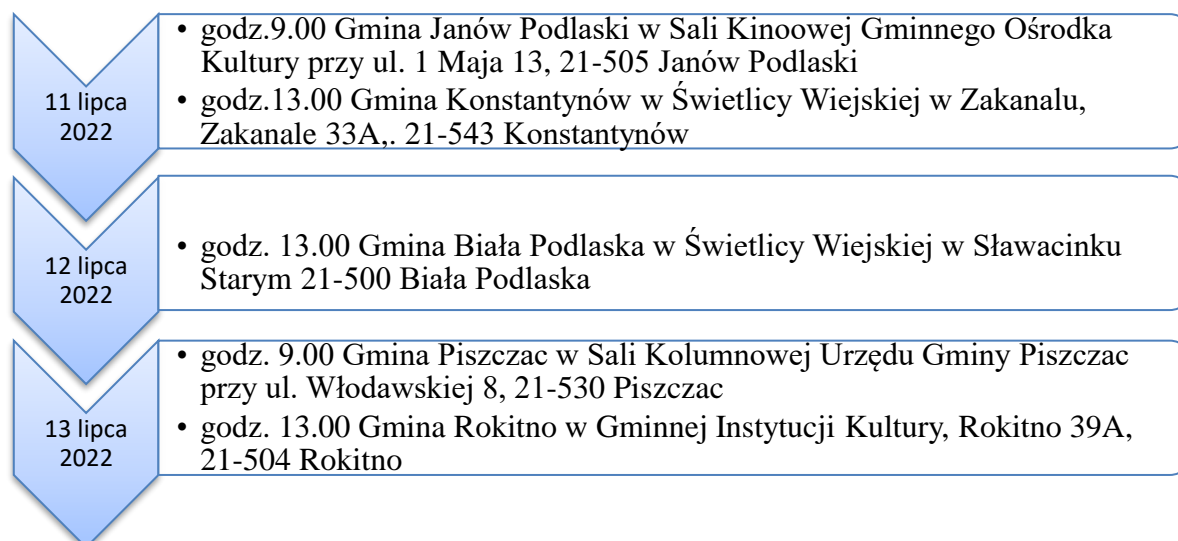 11 lipca
2022
• godz.9.00 Gmina Janów Podlaski w Sali Kinoowej Gminnego Ośrodka
Kultury przy ul. 1 Maja 13, 21-505 Janów Podlaski
• godz.13.00 Gmina Konstantynów w Świetlicy Wiejskiej w Zakanalu,
Zakanale 33A,. 21-543 Konstantynów
12 lipca
2022
• godz. 13.00 Gmina Biała Podlaska w Świetlicy Wiejskiej w Sławacinku
Starym 21-500 Biała Podlaska
13 lipca
2022
• godz. 9.00 Gmina Piszczac w Sali Kolumnowej Urzędu Gminy Piszczac
przy ul. Włodawskiej 8, 21-530 Piszczac
• godz. 13.00 Gmina Rokitno w Gminnej Instytucji Kultury, Rokitno 39A,
21-504 Rokitno